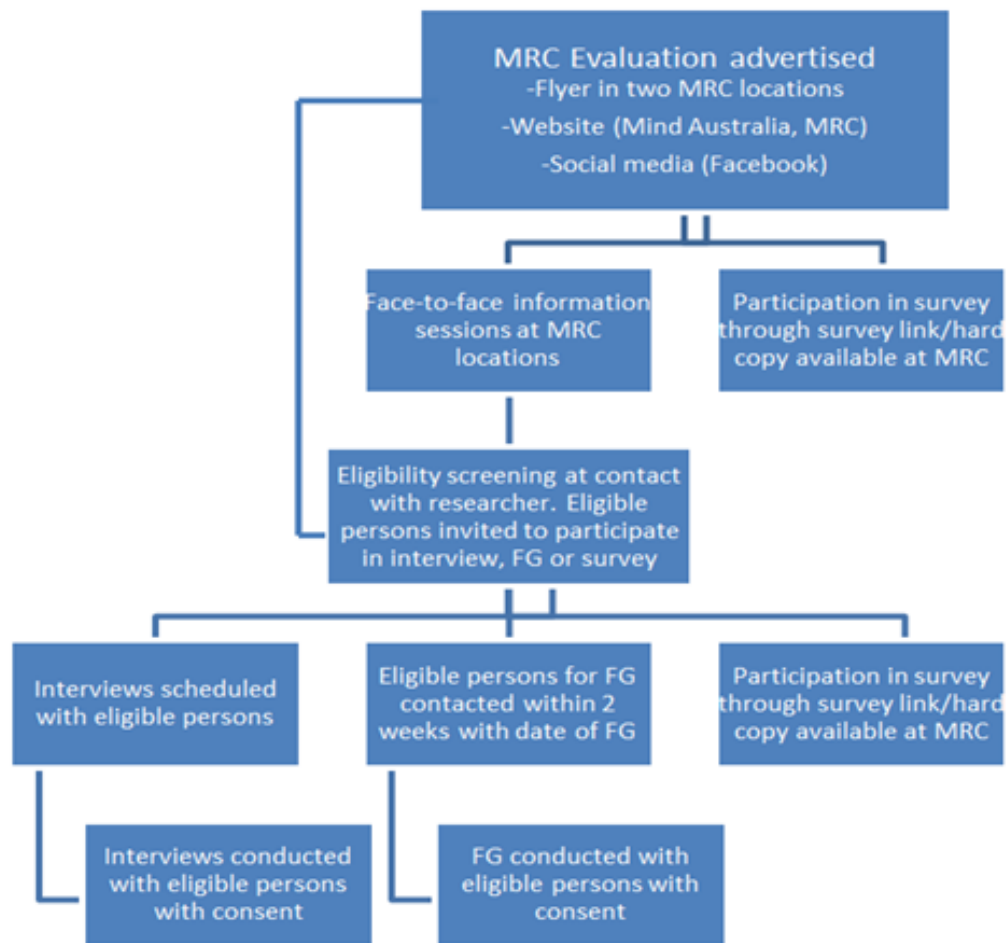 MRC Evaluation advertised
-Flyer in two MRC locations
-Website (Mind Australia, MRC)
-Social media (Facebook)
Face-to-face information
sessions at MRC
locations
Participation in survey
through survey link/hard
copy available at MRC
Eligibility screening at contact
with researcher. Eligible
persons invited to participate
in interview, FG or survey
Interviews scheduled
with eligible persons
Eligible persons for FG
contacted within 2
weeks with date of FG
Participation in survey
through survey link/hard
copy available at MRC
Interviews conducted
with eligible persons
with consent
FG conducted with
eligible persons with
consent